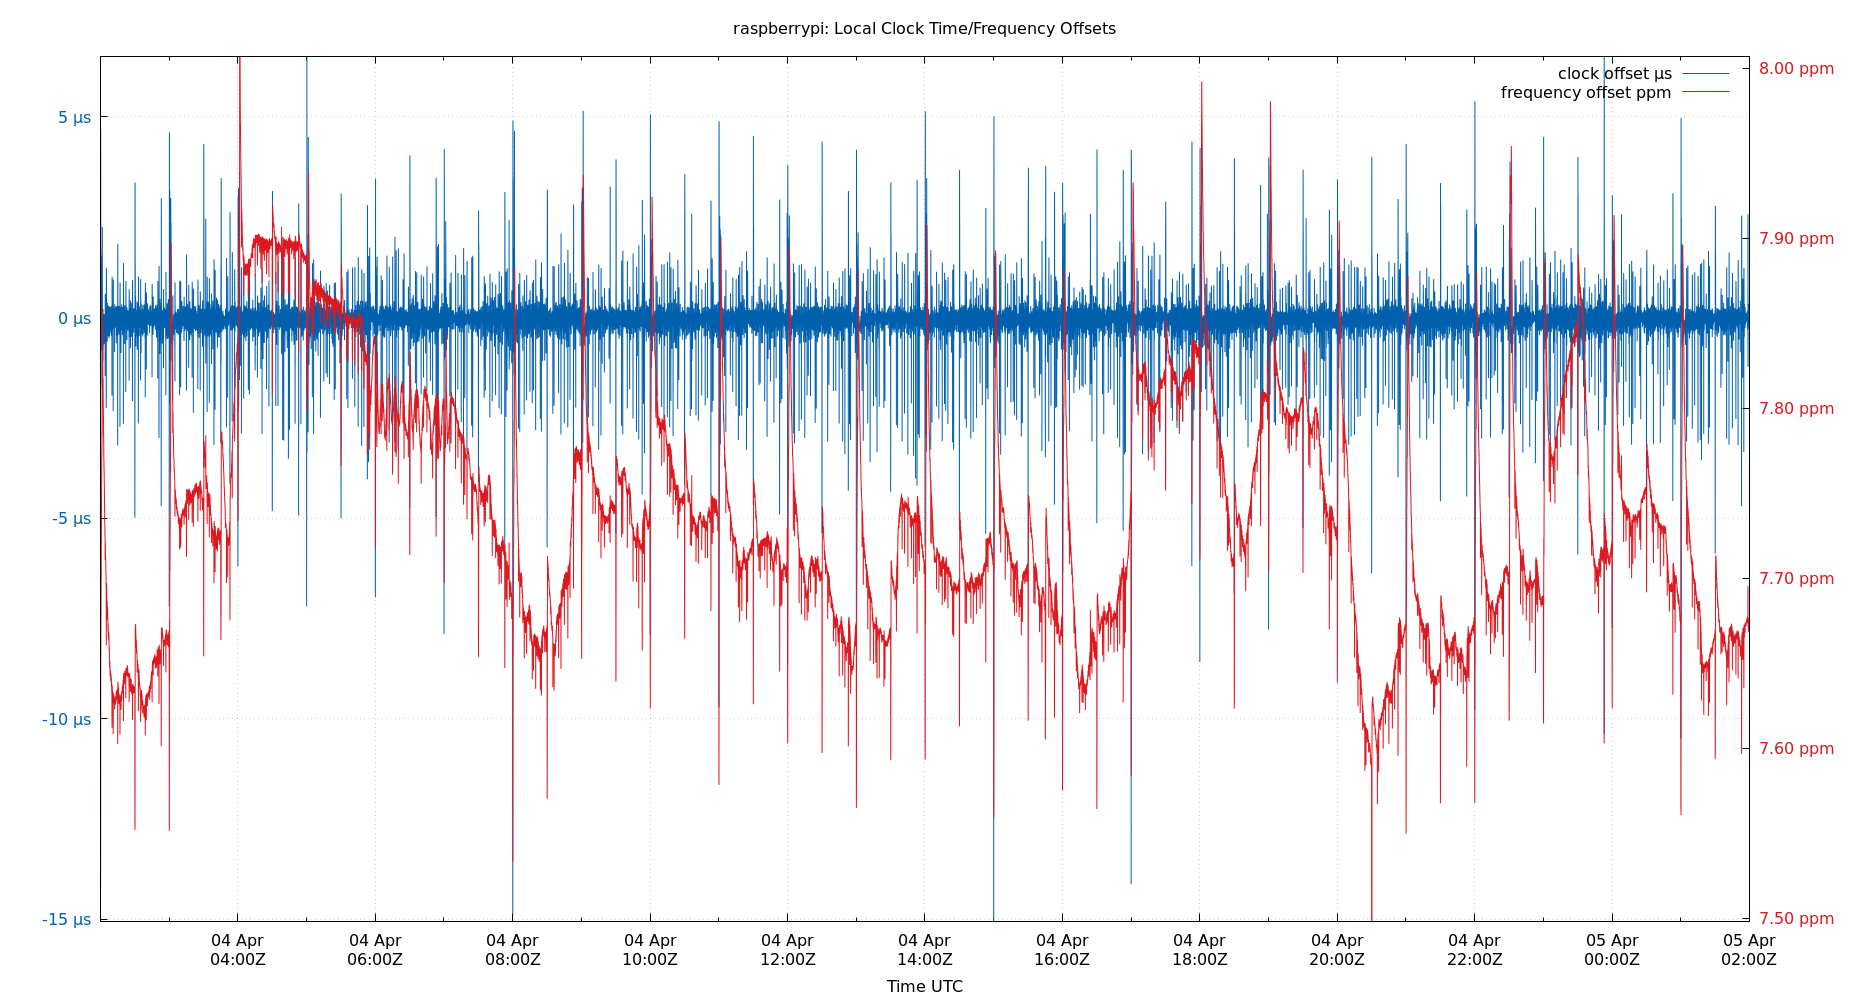 raspberrypi: Local Clock Time/Frequency Offsets
clock offset µs
frequency offset ppm
5 µs
0 µs
-5 µs
-10 µs
-15 µs
8.00 ppm
7.90 ppm
7.80 ppm
7.70 ppm
7.60 ppm
7.50 ppm
04 Apr
04:00Z
04 Apr
06:00Z
04 Apr
08:00Z
04 Apr
10:00Z
04 Apr
12:00Z
04 Apr
14:00Z
04 Apr
16:00Z
04 Apr
18:00Z
04 Apr
20:00Z
04 Apr
22:00Z
05 Apr
00:00Z
05 Apr
02:00Z
Time UTC